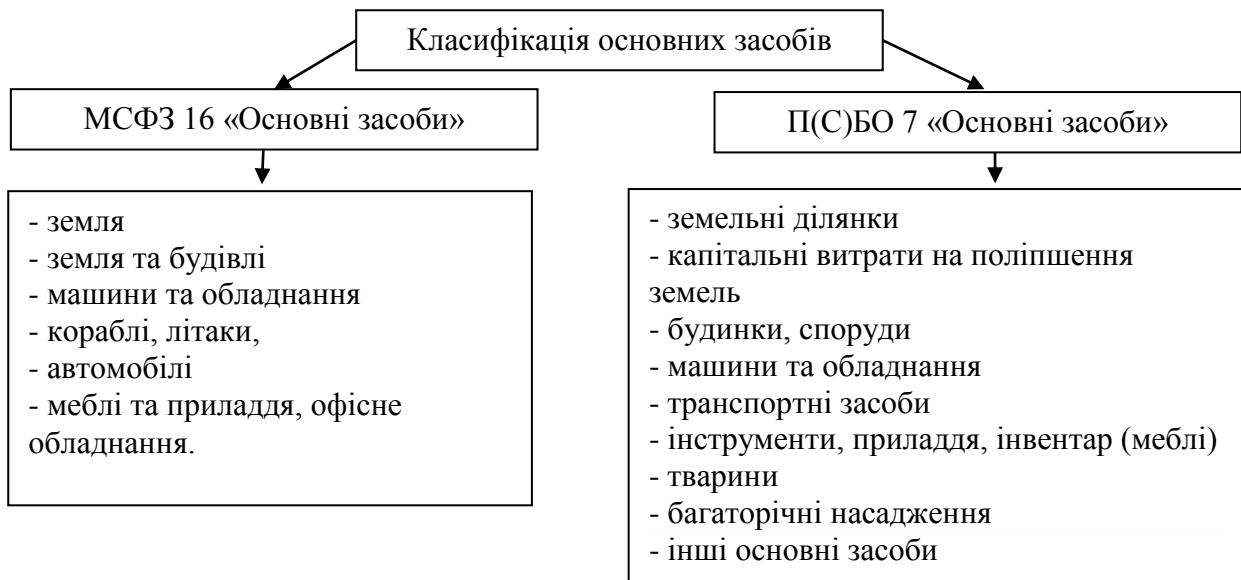 Класифікація основних засобів
МСФЗ 16 «Основні засоби»
П(С)БО 7 «Основні засоби»
- земля
- земля та будівлі
- машини та обладнання
- кораблі, літаки,
- автомобілі
- меблі та приладдя, офісне
обладнання.
- земельні ділянки
- капітальні витрати на поліпшення
земель
- будинки, споруди
- машини та обладнання
- транспортні засоби
- інструменти, приладдя, інвентар (меблі)
- тварини
- багаторічні насадження
- інші основні засоби